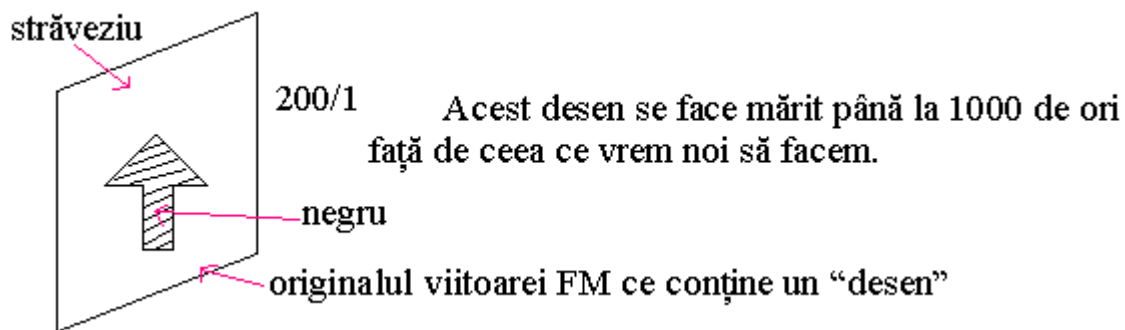 străveziu
200/1
Acest desen se face mărit până la 1000 de ori
față de ceea ce vrem noi să facem.
negru
originalul viitoarei FM ce conține un “desen”